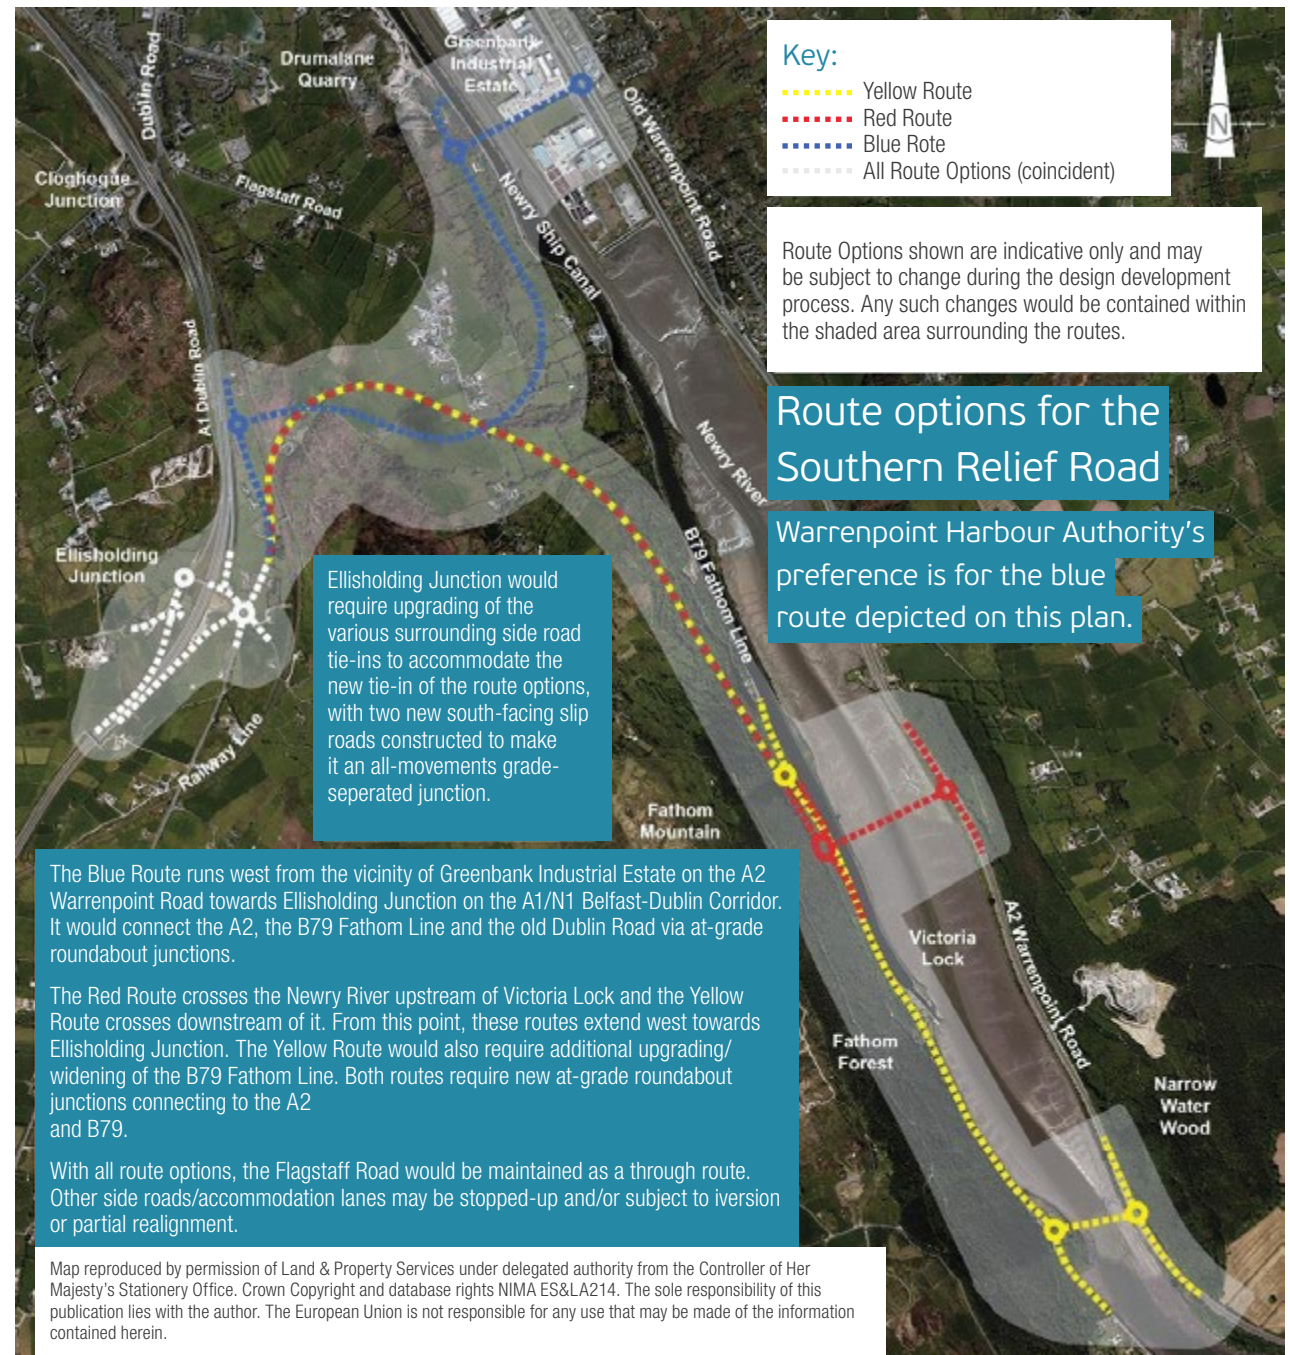 Key:
Yellow Route
Red Route
Blue Rote
All Route Options (coincident)
N
Route Options shown are indicative only and may
be subject to change during the design development
process. Any such changes would be contained within
the shaded area surrounding the routes.
Route options for the
Southern Relief Road
Warrenpoint Harbour Authority's
preference is for the blue
route depicted on this plan.
Dublin Road
Drumalane
Quarry
Greenbank
Industrial
Estate
Old Warrenpoint Road
Cloghogue
Junction
Flagstaff Road
Newry Ship Canal
A1 Dublin Road
Newry River
B79 Fathom Line
Ellisholding
Junction
Railway Line
Ellisholding Junction would
require upgrading of the
various surrounding side road
tie-ins to accommodate the
new tie-in of the route options,
with two new south-facing slip
roads constructed to make
it an all-movements grade-
seperated junction.
Fathom
Mountain
Victoria
Lock
A2 Warrenpoint Road
Fathom
Forest
Narrow
Water
Wood
The Blue Route runs west from the vicinity of Greenbank Industrial Estate on the A2
Warrenpoint Road towards Ellisholding Junction on the A1/N1 Belfast-Dublin Corridor.
It would connect the A2, the B79 Fathom Line and the old Dublin Road via at-grade
roundabout junctions.
The Red Route crosses the Newry River upstream of Victoria Lock and the Yellow
Route crosses downstream of it. From this point, these routes extend west towards
Ellisholding Junction. The Yellow Route would also require additional upgrading/
widening of the B79 Fathom Line. Both routes require new at-grade roundabout
junctions connecting to the A2
and B79.
With all route options, the Flagstaff Road would be maintained as a through route.
Other side roads/accommodation lanes may be stopped-up and/or subject to iversion
or partial realignment.
Map reproduced by permission of Land & Property Services under delegated authority from the Controller of Her
Majesty's Stationery Office. Crown Copyright and database rights NIMA ES&LA214. The sole responsibility of this
publication lies with the author. The European Union is not responsible for any use that may be made of the information
contained herein.